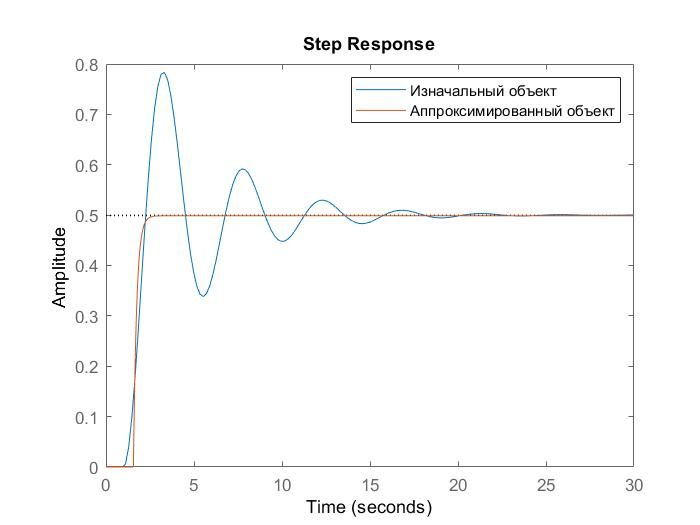 Step Response
Изначальный объект
Аппроксимированный объект
0.8
0.7
0.6
0.5
0.4
0.3
0.2
0.1
0
Amplitude
0 5 10 15 20 25 30
Time (seconds)